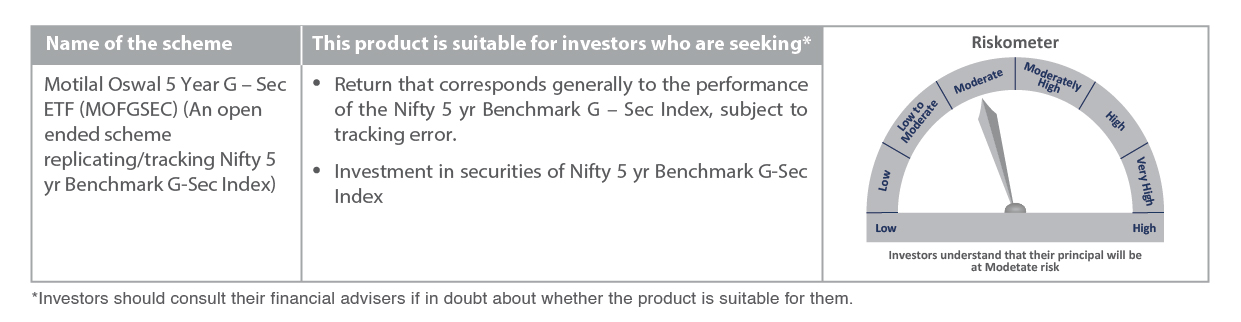 Name of the scheme
This product is suitable for investors who are seeking*
Riskometer
Motilal Oswal 5 Year G – Sec
ETF (MOFGSEC) (An open
ended scheme
replicating/tracking Nifty 5
yr Benchmark G-Sec Index)
• Return that corresponds generally to the performance
of the Nifty 5 yr Benchmark G – Sec Index, subject to
tracking error.
• Investment in securities of Nifty 5 yr Benchmark G-Sec
Index
Low
Low to
Moderate
Moderate
Moderately
High
High
Very High
Low
High
Investors understand that their principal will be
at Modetate risk
*Investors should consult their financial advisers if in doubt about whether the product is suitable for them.